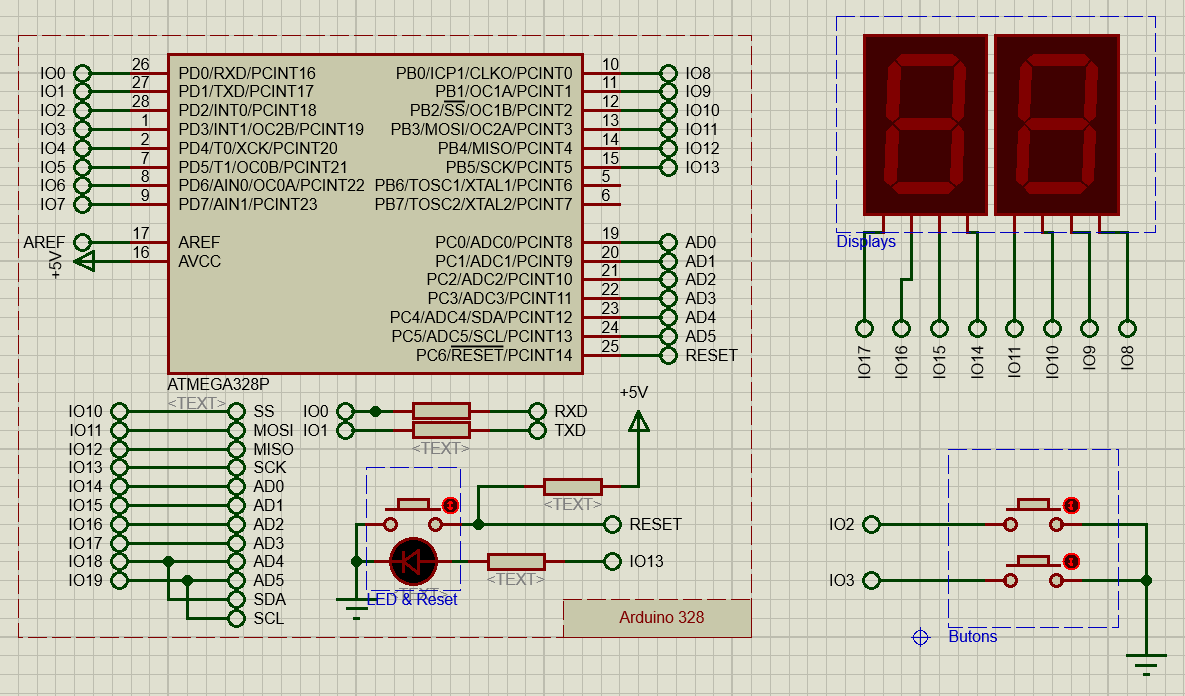 IO0 26 PD0/RXD/PCINT16 PB0/ICP1/CLKO/PCINT0 10 IO8
IO1 27 PD1/TXD/PCINT17 PB1/OC1A/PCINT1 11 IO9
IO2 28 PD2/INT0/PCINT18 PB2/SS/OC1B/PCINT2 12 IO10
IO3 1 PD3/INT1/OC2B/PCINT19 PB3/MOSI/OC2A/PCINT3 13 IO11
IO4 2 PD4/T0/XCK/PCINT20 PB4/MISO/PCINT4 14 IO12
IO5 7 PD5/T1/OC0B/PCINT21 PB5/SCK/PCINT5 15 IO13
IO6 8 PD6/AIN0/OC0A/PCINT22 PB6/TOSC1/XTAL1/PCINT6 5
IO7 9 PD7/AIN1/PCINT23 PB7/TOSC2/XTAL2/PCINT7 6
AREF 17 AREF PC0/ADC0/PCINT8 19 AD0
+5V 16 AVCC PC1/ADC1/PCINT9 20 AD1
PC2/ADC2/PCINT10 21 AD2
PC3/ADC3/PCINT11 22 AD3
PC4/ADC4/SDA/PCINT12 23 AD4
PC5/ADC5/SCL/PCINT13 24 AD5
PC6/RESET/PCINT14 25 RESET
ATMEGA328P
<TEXT>
IO10 SS
IO11 MOSI
IO12 MISO
IO13 SCK
IO14 AD0
IO15 AD1
IO16 AD2
IO17 AD3
IO18 AD4
IO19 AD5
SDA
SCL
IO0 RXD
IO1 TXD
<TEXT>
+5V
<TEXT>
RESET
IO13
<TEXT>
LED & Reset
Arduino 328
Displays
IO17 IO16 IO15 IO14 IO11 IO10 IO9 IO8
IO2
IO3
Butons